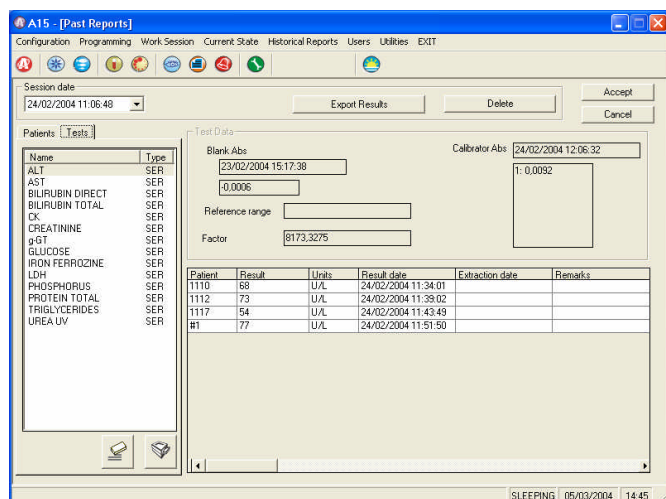 A15 - [Past Reports]
Configuration Programming Work Session Current State Historical Reports Users Utilities EXIT
Session date
24/02/2004 11:06:48
Export Results
Delete
Accept
Cancel
Patients Tests
Name Type
ALT SER
AST SER
BILIRUBIN DIRECT SER
BILIRUBIN TOTAL SER
CK SER
CREATININE SER
g-GT SER
GLUCOSE SER
IRON FERROZINE SER
LDH SER
PHOSPHORUS SER
PROTEIN TOTAL SER
TRIGLYCERIDES SER
UREA UV SER
Test Data
Blank Abs
23/02/2004 15:17:38
-0,0006
Reference range
Factor 8173,3275
Calibrator Abs 24/02/2004 12:06:32
1: 0,0092
Patient Result Units Result date Extraction date Remarks
1110 68 U/L 24/02/2004 11:34:01
1112 73 U/L 24/02/2004 11:39:02
1117 54 U/L 24/02/2004 11:43:49
#1 77 U/L 24/02/2004 11:51:50
SLEEPING 05/03/2004 14:45